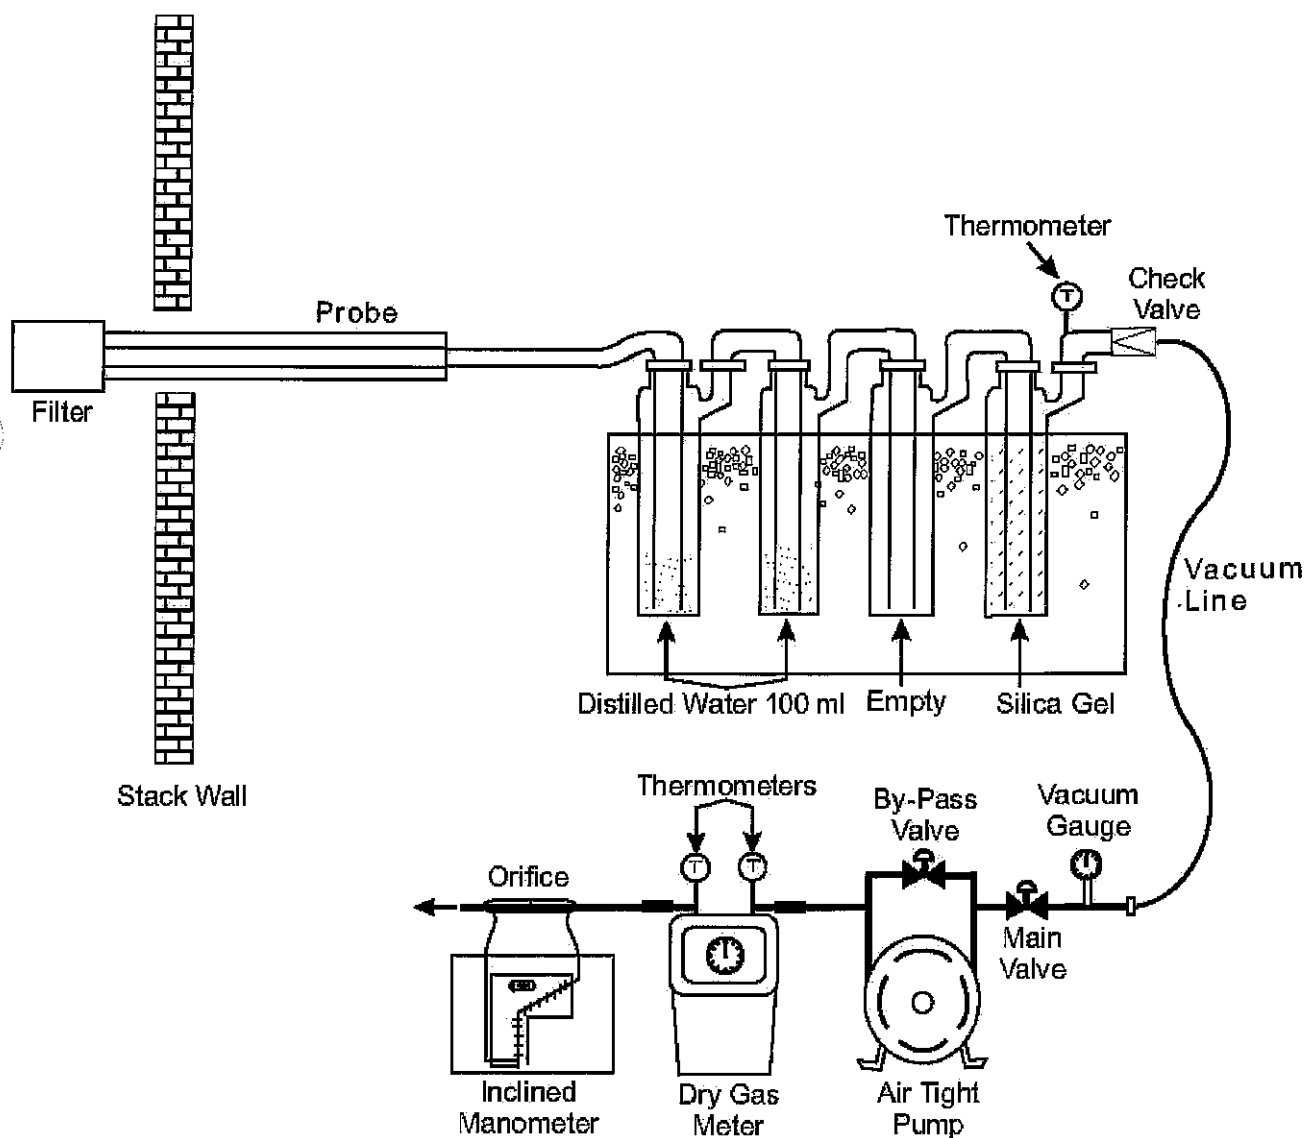 Thermometer
Check
Valve
Probe
T
Filter
Vacuum
Line
Distilled Water 100 ml
Empty
Silica Gel
Stack Wall
Thermometers
By-Pass
Valve
Vacuum
Gauge
T
T
Orifice
Main
Valve
Inclined
Manometer
Dry Gas
Meter
Air Tight
Pump